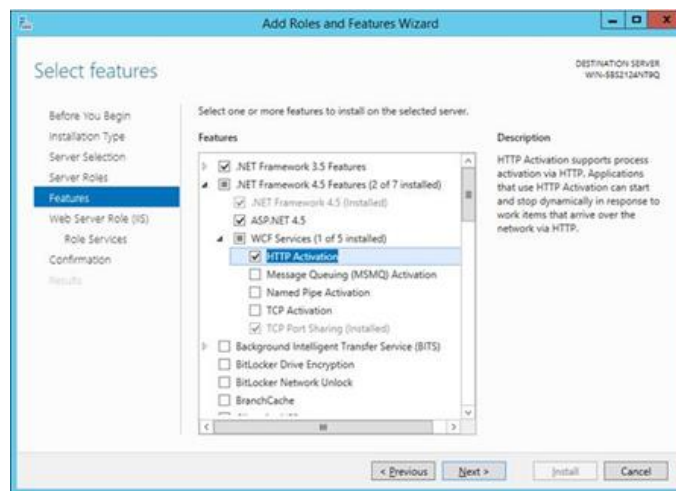 Add Roles and Features Wizard
Select features
DESTINATION SERVER
Before You Begin
Installation Type
Server Selection
Server Roles
Features
Web Server Role (IIS)
Role Services
Confirmation
Results
Select one or more features to install on the selected server.
Features
.NET Framework 3.5 Features
.NET Framework 4.5 Features (2 of 7 installed)
.NET Framework 4.5 (Installed)
ASP.NET 4.5
WCF Services (1 of 5 installed)
HTTP Activation
Message Queuing (MSMQ) Activation
Named Pipe Activation
TCP Activation
TCP Port Sharing (Installed)
Background Intelligent Transfer Service (BITS)
BitLocker Drive Encryption
BitLocker Network Unlock
BranchCache
Description
HTTP Activation supports process
activation via HTTP. Applications
that use HTTP Activation can start
and stop dynamically in response to
work items that arrive over the
network via HTTP.
< Previous
Next >
Install
Cancel